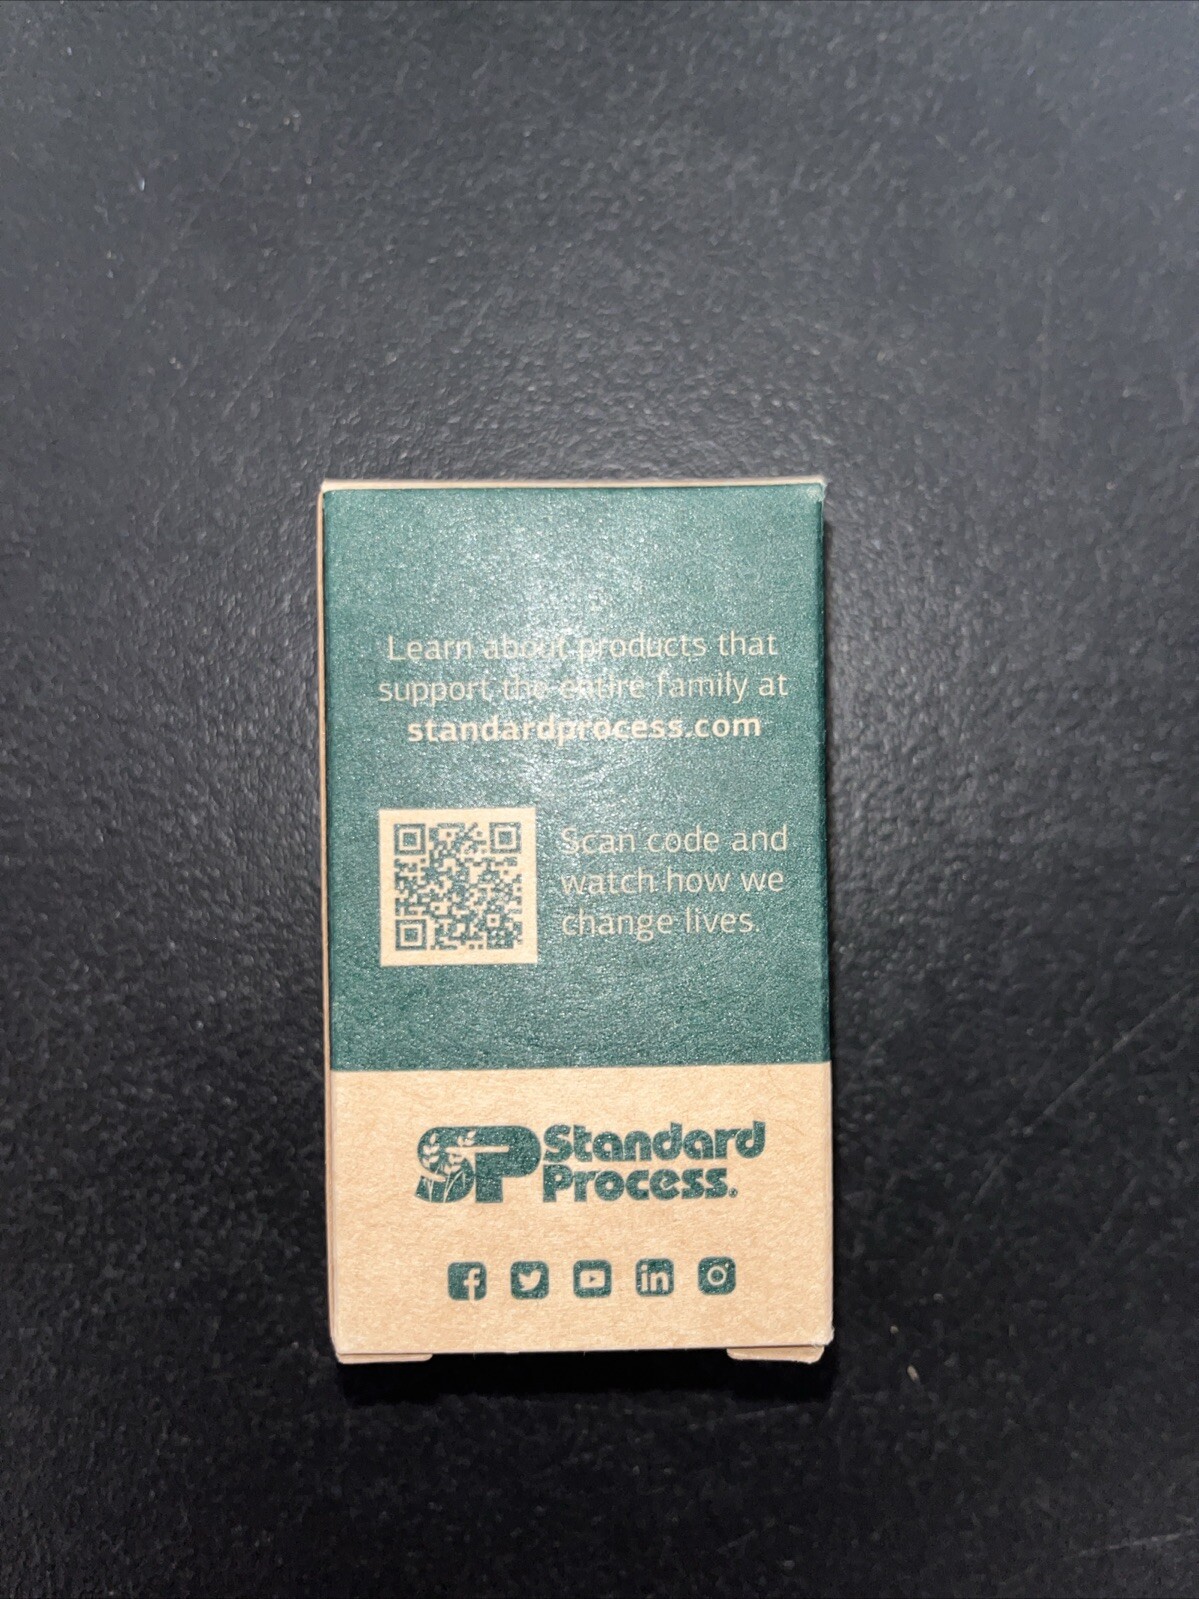 Learn about products that
support the entire family at
standardprocess.com
Scan code and
watch how we
change lives.
SP Standard
Process.